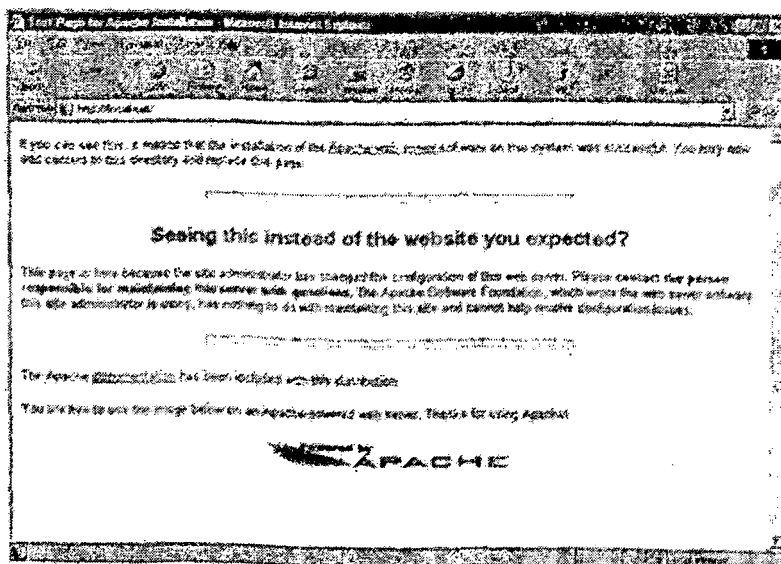 Test Page for Apache Installation - Microsoft Internet Explorer
http://localhost/
If you can see this, it means that the installation of the Apache web server software on this system was successful. You may now
add content to this directory and replace this page.
Seeing this instead of the website you expected?
This page is here because the site administrator has changed the configuration of this web server. Please contact the person
responsible for maintaining this server with questions. The Apache Software Foundation, which wrote the web server software
this site administrator is using, has nothing to do with maintaining this site and cannot help resolve configuration issues.
The Apache documentation has been included with this distribution.
You are free to use the image below on an Apache-powered web server. Thanks for using Apache!
Powered by
APACHE